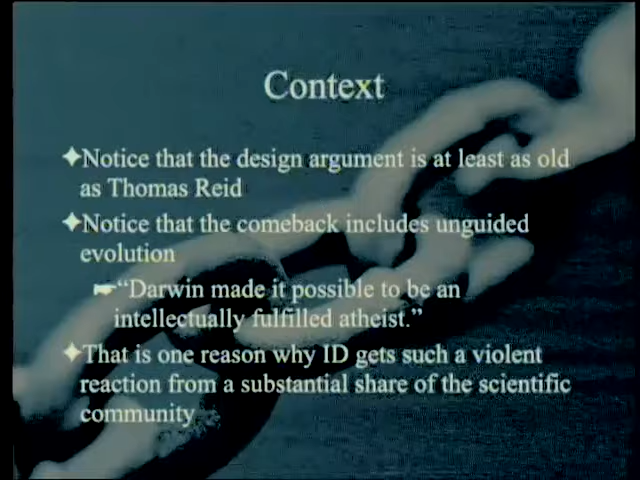 Context
Notice that the design argument is at least as old
as Thomas Reid
Notice that the comeback includes unguided
evolution
“Darwin made it possible to be an
intellectually fulfilled atheist.”
That is one reason why ID gets such a violent
reaction from a substantial share of the scientific
community